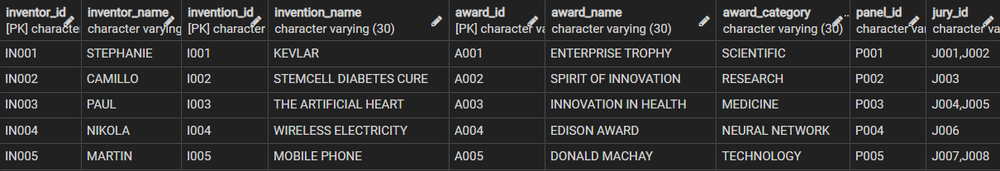 inventor_id inventor_name invention_id invention_name award_id award_name award_category .. panel_id jury_id
[PK] character varying [PK] character character varying (30) [PK] character va character varying (30) character varying (30) character va character va
IN001 STEPHANIE I001 KEVLAR A001 ENTERPRISE TROPHY SCIENTIFIC P001 J001,J002
IN002 CAMILLO I002 STEMCELL DIABETES CURE A002 SPIRIT OF INNOVATION RESEARCH P002 J003
IN003 PAUL I003 THE ARTIFICIAL HEART A003 INNOVATION IN HEALTH MEDICINE P003 J004,J005
IN004 NIKOLA I004 WIRELESS ELECTRICITY A004 EDISON AWARD NEURAL NETWORK P004 J006
IN005 MARTIN I005 MOBILE PHONE A005 DONALD MACHAY TECHNOLOGY P005 J007,J008